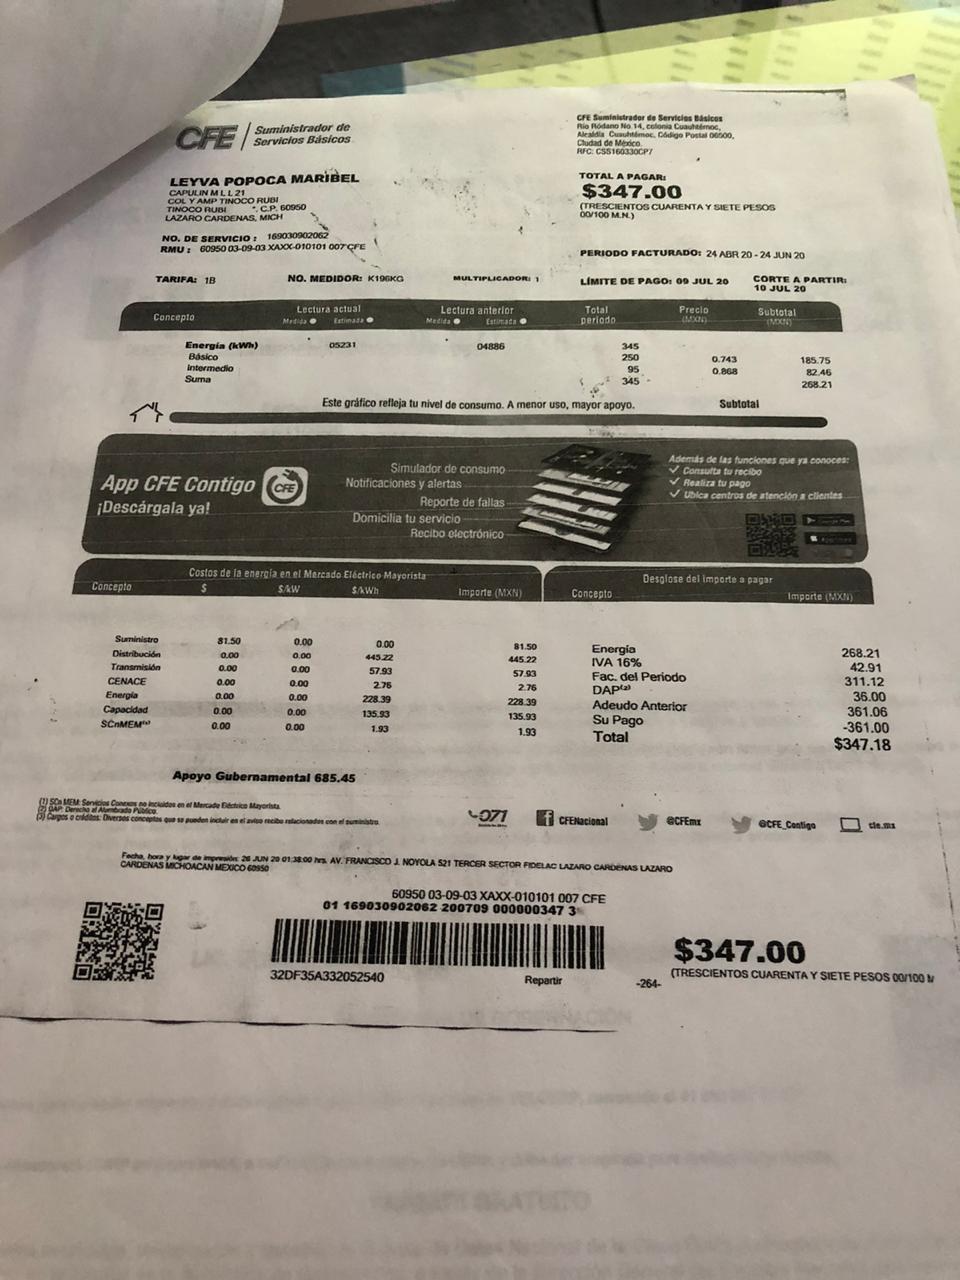 CFE Suministrador de
Servicios Básicos
CFE Suministrador de Servicios Básicos
Río Ródano No.14, colonia Cuauhtémoc,
Alcaldía Cuauhtémoc, Código Postal 06500,
Ciudad de México.
RFC: CSS160330CP7
LEYVA POPOCA MARIBEL
CAPULIN M L L 21
COL Y AMP TINOCO RUBI
TINOCO RUBI *, C.P. 60950
LAZARO CARDENAS, MICH
TOTAL A PAGAR:
$347.00
(TRESCIENTOS CUARENTA Y SIETE PESOS
00/100 M.N.)
NO. DE SERVICIO : 169030902062
RMU : 60950 03-09-03 XAXX-010101 007 CFE
PERIODO FACTURADO: 24 ABR 20 - 24 JUN 20
TARIFA: 1B NO. MEDIDOR: K196KG MULTIPLICADOR: 1 LÍMITE DE PAGO: 09 JUL 20 CORTE A PARTIR:
10 JUL 20
Concepto Lectura actual Lectura anterior Total periodo Precio (MXN) Subtotal (MXN)
Medida Estimada Medida Estimada
Energía (kWh) 05231 04886 345
Básico 250 0.743 185.75
Intermedio 95 0.868 82.46
Suma 345 268.21
Este gráfico refleja tu nivel de consumo. A menor uso, mayor apoyo. Subtotal
App CFE Contigo CFE
¡Descárgala ya!
Simulador de consumo
Notificaciones y alertas
Reporte de fallas
Domicilia tu servicio
Recibo electrónico
Además de las funciones que ya conoces:
Consulta tu recibo
Realiza tu pago
Ubica centros de atención a clientes
Costos de la energía en el Mercado Eléctrico Mayorista
Concepto $ $/kW $/kWh Importe (MXN)
Suministro 81.50 0.00 0.00 81.50
Distribución 0.00 0.00 445.22 445.22
Transmisión 0.00 0.00 57.93 57.93
CENACE 0.00 0.00 2.76 2.76
Energía 0.00 0.00 228.39 228.39
Capacidad 0.00 0.00 135.93 135.93
SCnMEM(1) 0.00 0.00 1.93 1.93
Desglose del importe a pagar
Concepto Importe (MXN)
Energía 268.21
IVA 16% 42.91
Fac. del Periodo 311.12
DAP(2) 36.00
Adeudo Anterior 361.06
Su Pago -361.00
Total $347.18
Apoyo Gubernamental 685.45
(1) SCnMEM: Servicios Conexos no incluidos en el Mercado Eléctrico Mayorista.
(2) DAP: Derecho al Alumbrado Público.
(3) Cargos o créditos: Diversos conceptos que se pueden incluir en el aviso recibo relacionados con el suministro.
071 CFENacional @CFEmx @CFE_Contigo cfe.mx
Fecha, hora y lugar de impresión: 26 JUN 20 01:38:00 hrs. AV. FRANCISCO J. NOYOLA 521 TERCER SECTOR FIDELAC LAZARO CARDENAS LAZARO
CARDENAS MICHOACAN MEXICO 60950
60950 03-09-03 XAXX-010101 007 CFE
01 169030902062 200709 000000347 3
32DF35A332052540 Repartir -264-
$347.00
(TRESCIENTOS CUARENTA Y SIETE PESOS 00/100